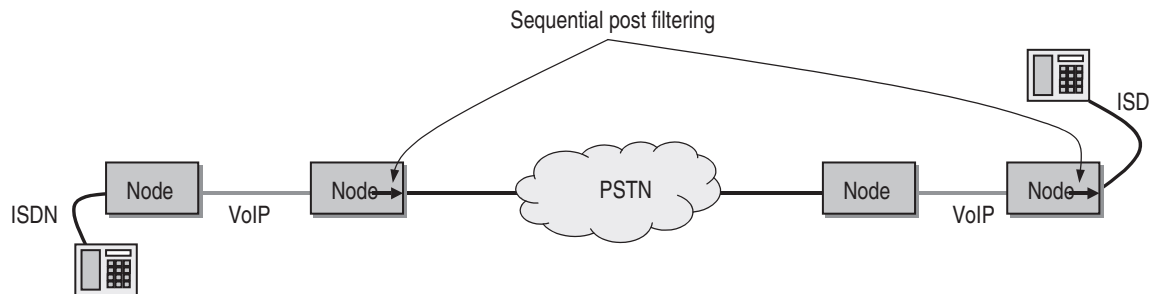 Sequential post filtering
ISD
Node
Node
PSTN
Node
Node
ISDN
VoIP
VoIP